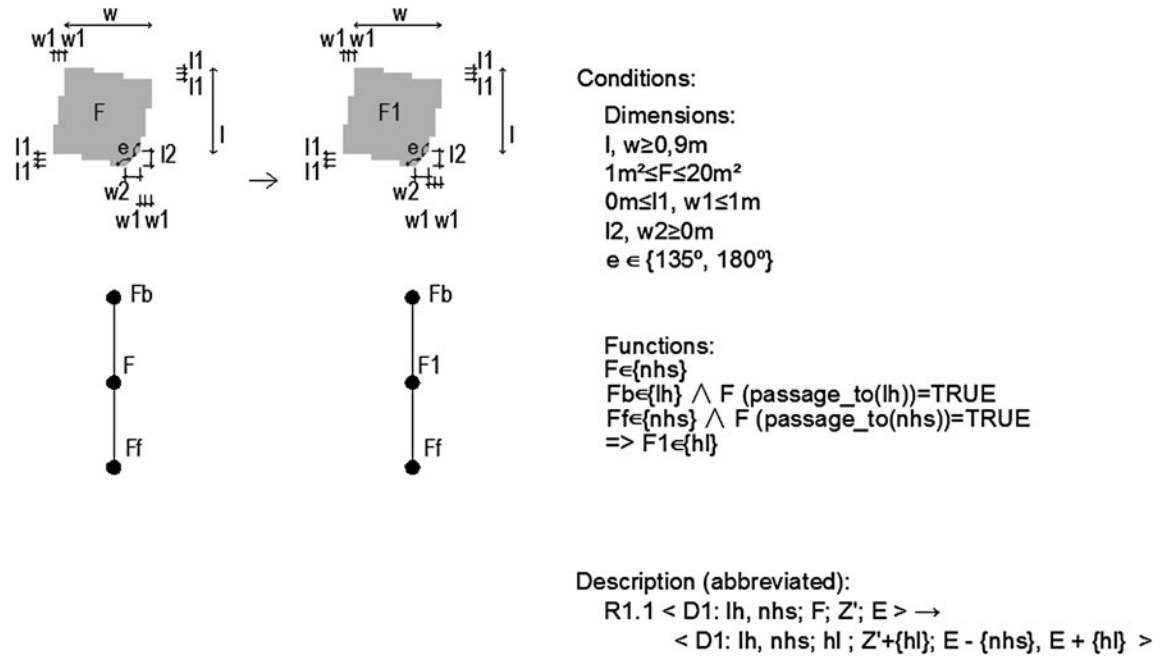 w
w
w1 w1
w1 w1
l1
l1
l1
l1
F
F1
l
l
l1
l1
l1
l1
e
e
l2
l2
w2
w2
w1 w1
w1 w1
→
Fb
Fb
F
F1
Ff
Ff
Conditions:
Dimensions:
l, w≥0,9m
1m²≤F≤20m²
0m≤l1, w1≤1m
l2, w2≥0m
e ∈ {135º, 180º}
Functions:
F∈{nhs}
Fb∈{lh} ∧ F (passage_to(lh))=TRUE
Ff∈{nhs} ∧ F (passage_to(nhs))=TRUE
=> F1∈{hl}
Description (abbreviated):
R1.1 < D1: lh, nhs; F; Z'; E > →
< D1: lh, nhs; hl ; Z'+{hl}; E - {nhs}, E + {hl} >